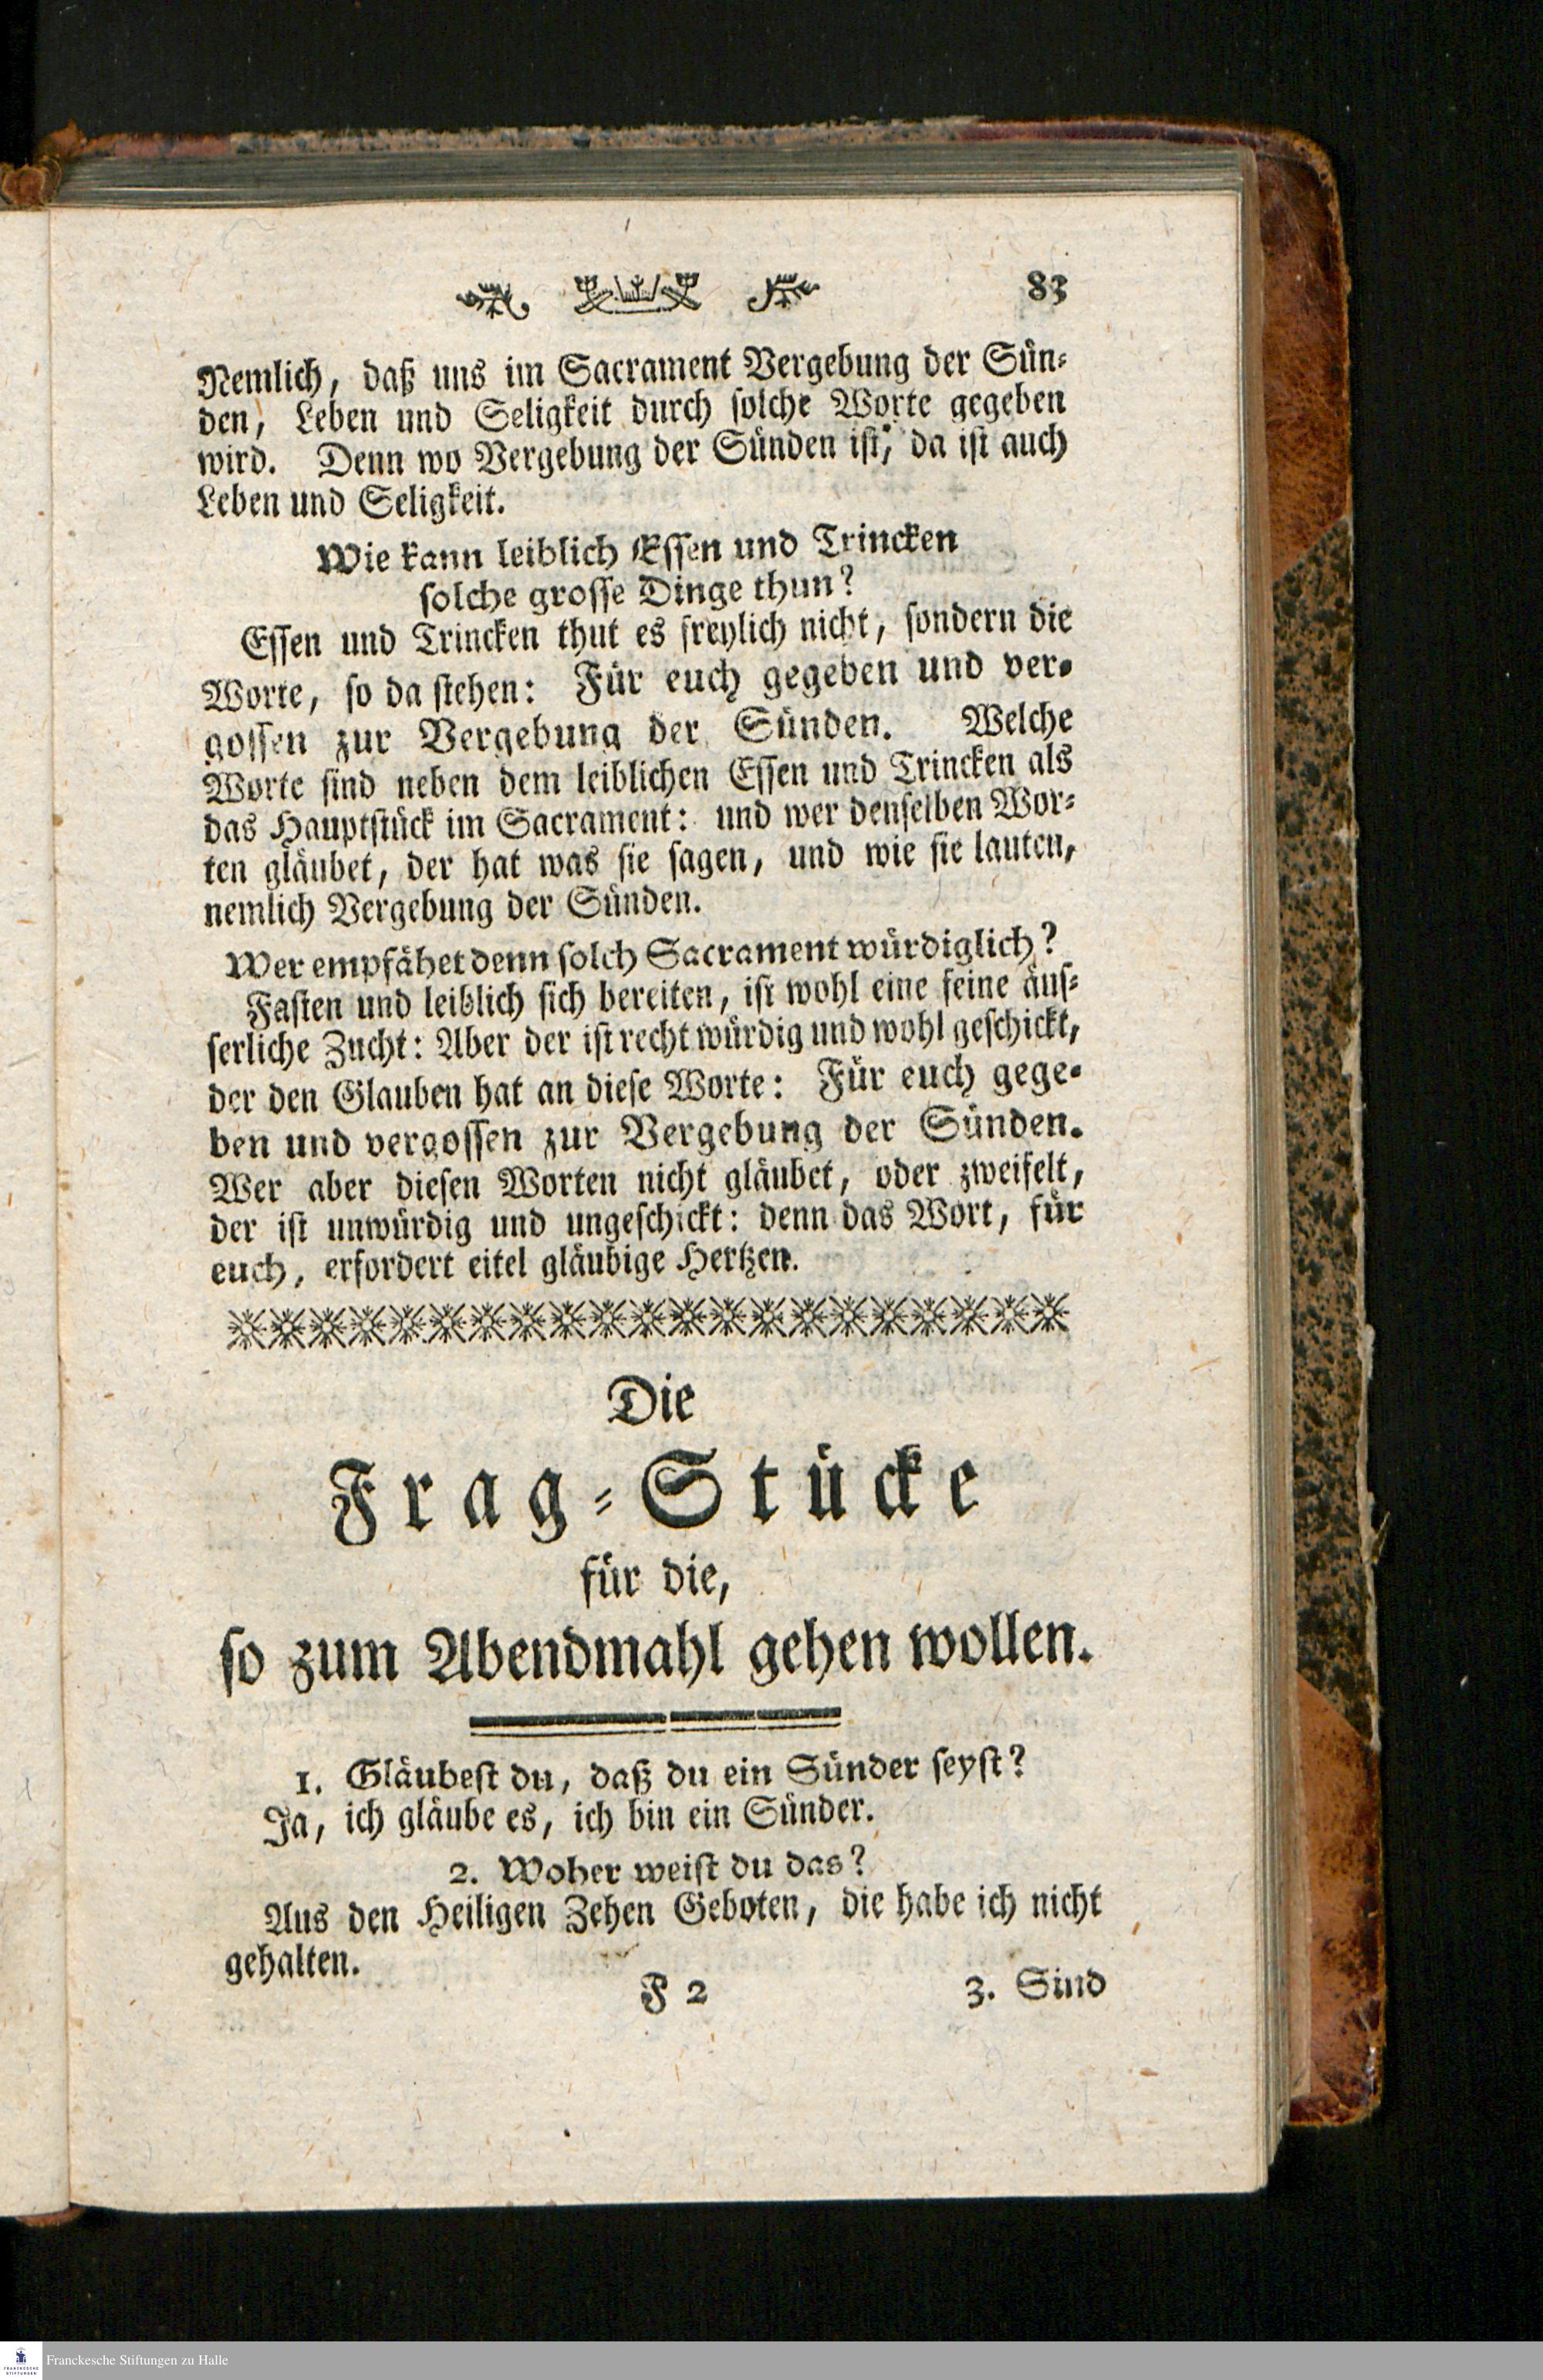 83
Nemlich, daß uns im Sacrament Vergebung der Sün-
den, Leben und Seligkeit durch solche Worte gegeben
wird. Denn wo Vergebung der Sünden ist, da ist auch
Leben und Seligkeit.
Wie kann leiblich Essen und Trincken
solche grosse Dinge thun?
Essen und Trincken thut es freylich nicht, sondern die
Worte, so da stehen: Für euch gegeben und ver-
gossen zur Vergebung der Sünden. Welche
Worte sind neben dem leiblichen Essen und Trincken als
das Hauptstück im Sacrament: und wer denselben Wor-
ten gläubet, der hat was sie sagen, und wie sie lauten,
nemlich Vergebung der Sünden.
Wer empfähet denn solch Sacrament würdiglich?
Fasten und leiblich sich bereiten, ist wohl eine feine äus-
serliche Zucht: Aber der ist recht würdig und wohl geschickt,
der den Glauben hat an diese Worte: Für euch gege-
ben und vergossen zur Vergebung der Sünden.
Wer aber diesen Worten nicht gläubet, oder zweifelt,
der ist unwürdig und ungeschickt: denn das Wort, für
euch, erfordert eitel gläubige Hertzen.
Die
Frag-Stücke
für die,
so zum Abendmahl gehen wollen.
1. Gläubest du, daß du ein Sünder seyst?
Ja, ich gläube es, ich bin ein Sünder.
2. Woher weist du das?
Aus den Heiligen Zehen Geboten, die habe ich nicht
gehalten.
F 2 3. Sind
FRANCKESCHE STIFTUNGEN
Franckesche Stiftungen zu Halle